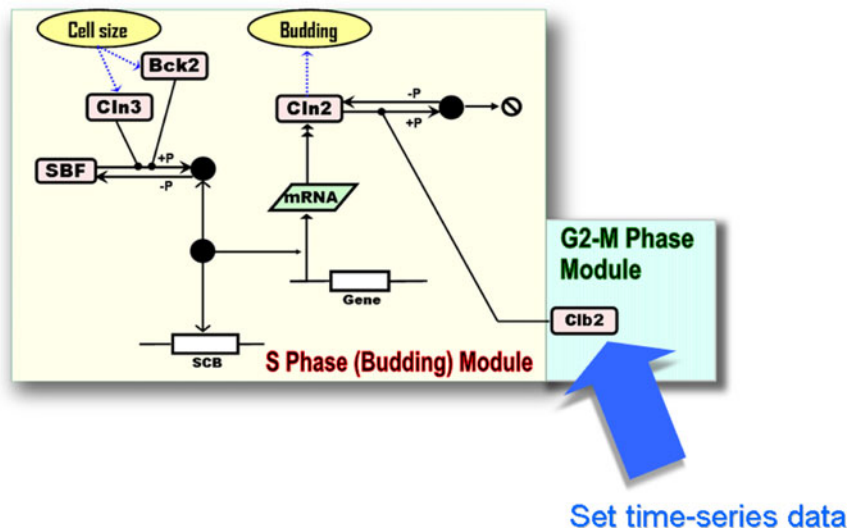 Cell size
Budding
Bck2
Cln3
Cln2
-P
+P
SBF
+P
-P
mRNA
Gene
SCB
S Phase (Budding) Module
G2-M Phase
Module
Clb2
Set time-series data